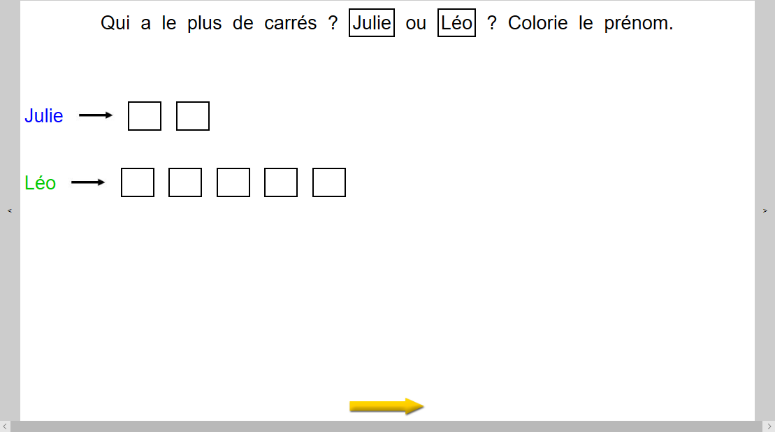 Qui a le plus de carrés ? Julie ou Léo ? Colorie le prénom.
Julie
Léo